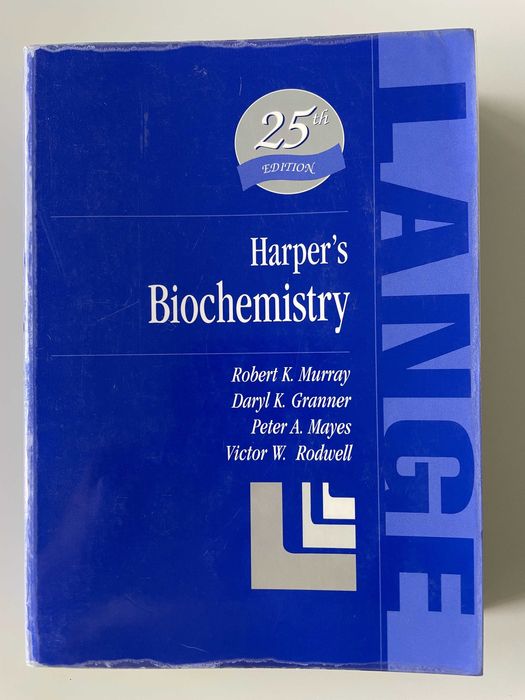 25th
EDITION
Harper's
Biochemistry
Robert K. Murray
Daryl K. Granner
Peter A. Mayes
Victor W. Rodwell
LANGE